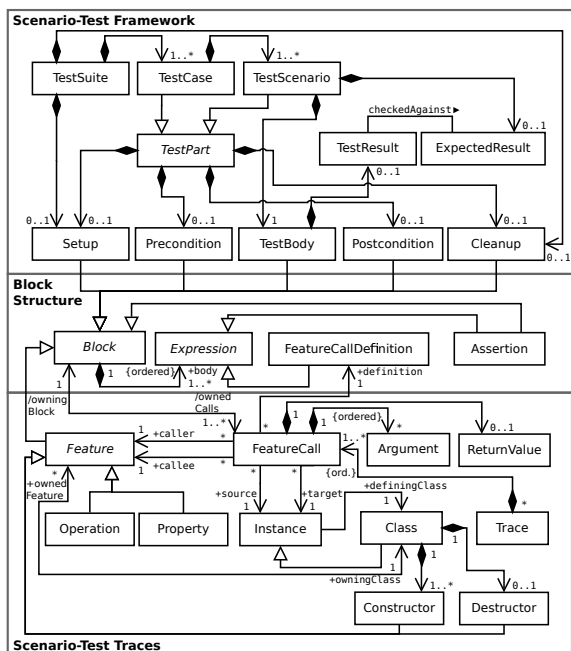 Scenario-Test Framework
TestSuite
TestCase
TestScenario
1..*
1..*
checkedAgainst ▸
TestPart
TestResult
ExpectedResult
0..1
0..1
0..1
0..1
0..1
1
0..1
0..1
0..1
Setup
Precondition
TestBody
Postcondition
Cleanup
Block
Structure
Block
Expression
FeatureCallDefinition
Assertion
1
1
{ordered}
+body
1..*
+definition
1
/owning
Block
/owned
Calls
1..*
*
1
1
{ordered}
*
1..*
0..1
Feature
1
+caller
*
FeatureCall
Argument
ReturnValue
1
+callee
*
{ord.}
*
+owned
Feature
*
*
+source
+target
+definingClass
1
1
1
*
Operation
Property
Instance
Class
Trace
1
1
1
+owningClass
1..*
0..1
Constructor
Destructor
Scenario-Test Traces